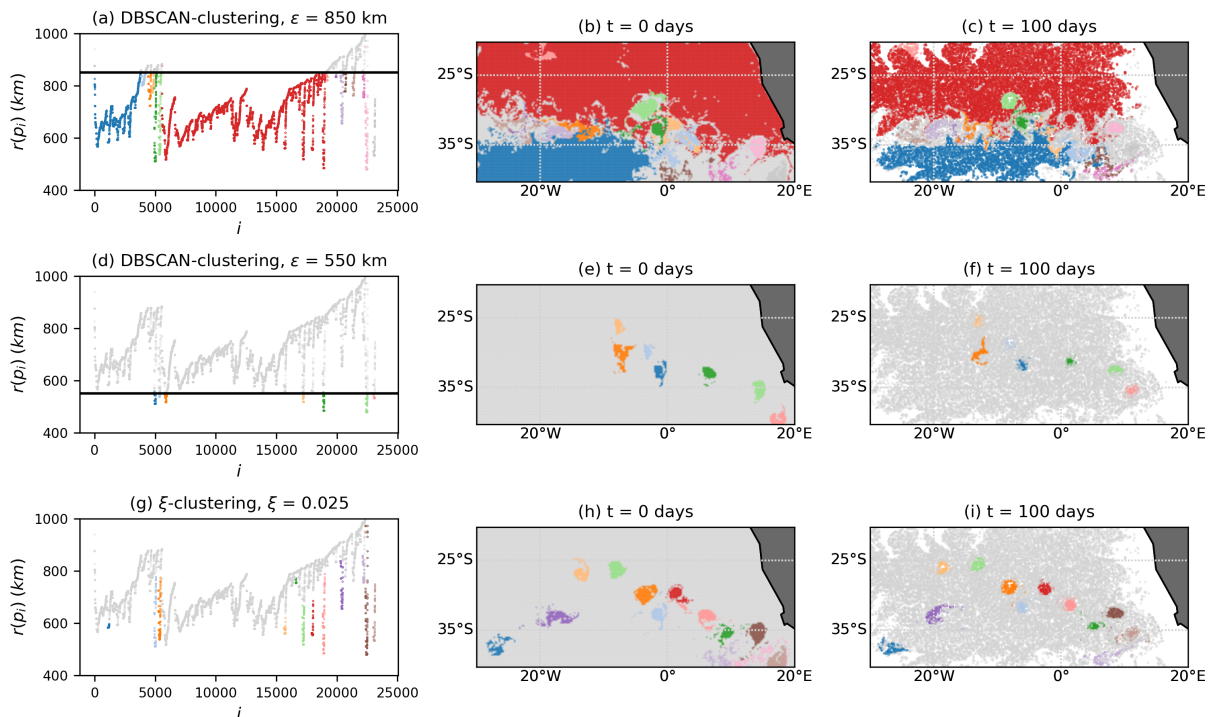 (a) DBSCAN-clustering, ε = 850 km
(b) t = 0 days
(c) t = 100 days
1000
800
600
400
r(pᵢ) (km)
0 5000 10000 15000 20000 25000
i
25°S
35°S
20°W 0° 20°E
25°S
35°S
20°W 0° 20°E
(d) DBSCAN-clustering, ε = 550 km
(e) t = 0 days
(f) t = 100 days
1000
800
600
400
r(pᵢ) (km)
0 5000 10000 15000 20000 25000
i
25°S
35°S
20°W 0° 20°E
25°S
35°S
20°W 0° 20°E
(g) ξ-clustering, ξ = 0.025
(h) t = 0 days
(i) t = 100 days
1000
800
600
400
r(pᵢ) (km)
0 5000 10000 15000 20000 25000
i
25°S
35°S
20°W 0° 20°E
25°S
35°S
20°W 0° 20°E